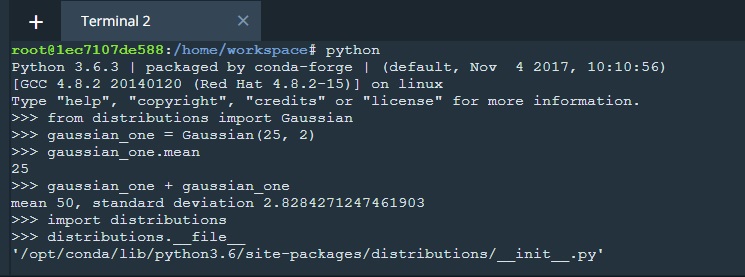 + Terminal 2 ×
root@1ec7107de588:/home/workspace# python
Python 3.6.3 | packaged by conda-forge | (default, Nov  4 2017, 10:10:56)
[GCC 4.8.2 20140120 (Red Hat 4.8.2-15)] on linux
Type "help", "copyright", "credits" or "license" for more information.
>>> from distributions import Gaussian
>>> gaussian_one = Gaussian(25, 2)
>>> gaussian_one.mean
25
>>> gaussian_one + gaussian_one
mean 50, standard deviation 2.8284271247461903
>>> import distributions
>>> distributions.__file__
'/opt/conda/lib/python3.6/site-packages/distributions/__init__.py'